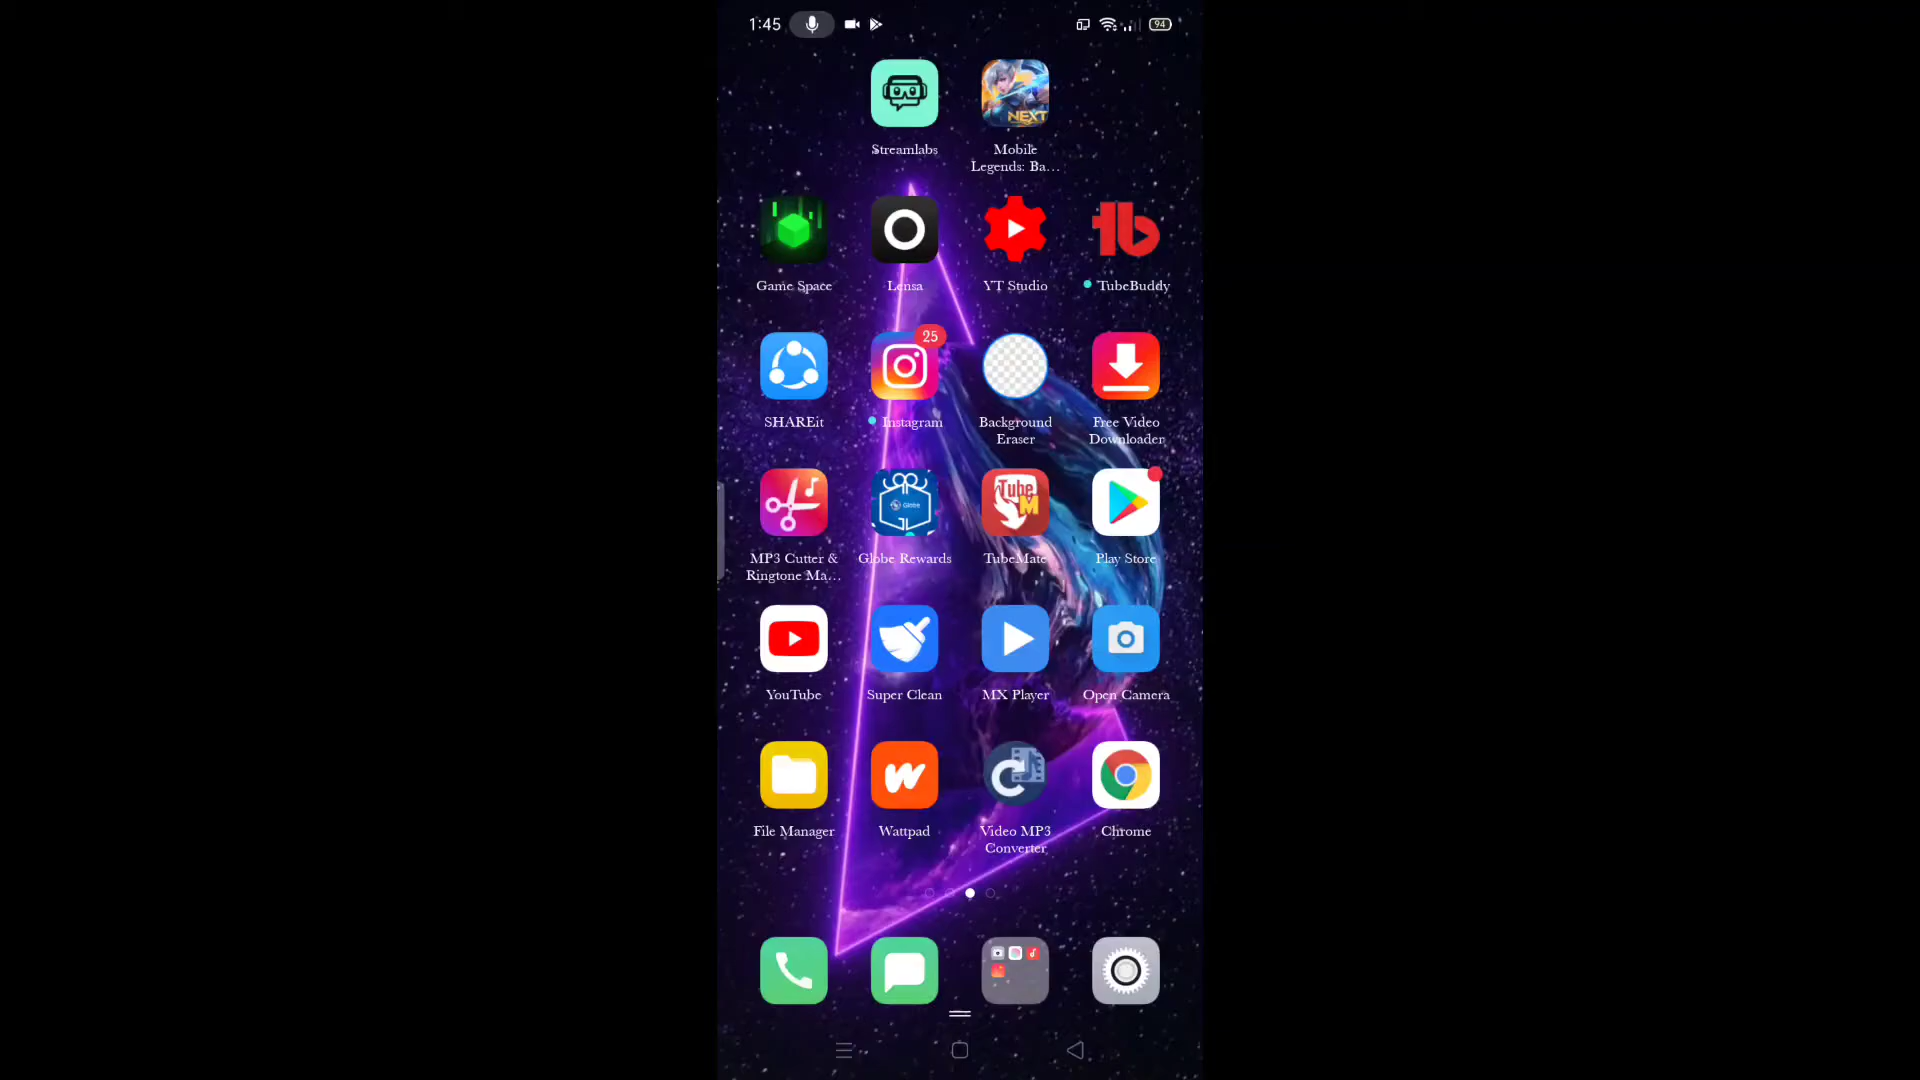 1:45
94
NEXT
Streamlabs
Mobile
Legends: Ba...
Game Space
Lensa
YT Studio
TubeBuddy
25
SHAREit
Instagram
Background
Eraser
Free Video
Downloader
Globe
Tube
M
MP3 Cutter &
Ringtone Ma...
Globe Rewards
TubeMate
Play Store
YouTube
Super Clean
MX Player
Open Camera
File Manager
Wattpad
Video MP3
Converter
Chrome